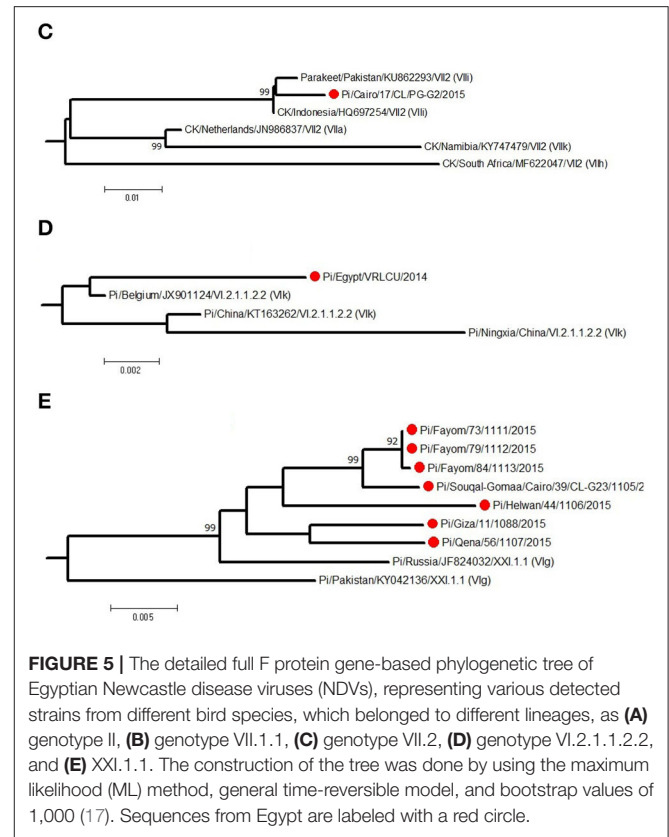 C
Parakeet/Pakistan/KU862293/VII2 (VIIi)
99
Pi/Cairo/17/CL/PG-G2/2015
CK/Indonesia/HQ697254/VII2 (VIIi)
CK/Netherlands/JN986837/VII2 (VIIa)
99
CK/Namibia/KY747479/VII2 (VIIk)
CK/South Africa/MF622047/VII2 (VIIh)
0.01
D
Pi/Egypt/VRLCU/2014
Pi/Belgium/JX901124/VI.2.1.1.2.2 (VIk)
Pi/China/KT163262/VI.2.1.1.2.2 (VIk)
Pi/Ningxia/China/VI.2.1.1.2.2 (VIk)
0.002
E
Pi/Fayom/73/1111/2015
92
Pi/Fayom/79/1112/2015
99
Pi/Fayom/84/1113/2015
Pi/Souqal-Gomaa/Cairo/39/CL-G23/1105/2
Pi/Helwan/44/1106/2015
Pi/Giza/11/1088/2015
99
Pi/Qena/56/1107/2015
Pi/Russia/JF824032/XXI.1.1 (VIg)
Pi/Pakistan/KY042136/XXI.1.1 (VIg)
0.005
FIGURE 5 | The detailed full F protein gene-based phylogenetic tree of
Egyptian Newcastle disease viruses (NDVs), representing various detected
strains from different bird species, which belonged to different lineages, as (A)
genotype II, (B) genotype VII.1.1, (C) genotype VII.2, (D) genotype VI.2.1.1.2.2,
and (E) XXI.1.1. The construction of the tree was done by using the maximum
likelihood (ML) method, general time-reversible model, and bootstrap values of
1,000 (17). Sequences from Egypt are labeled with a red circle.